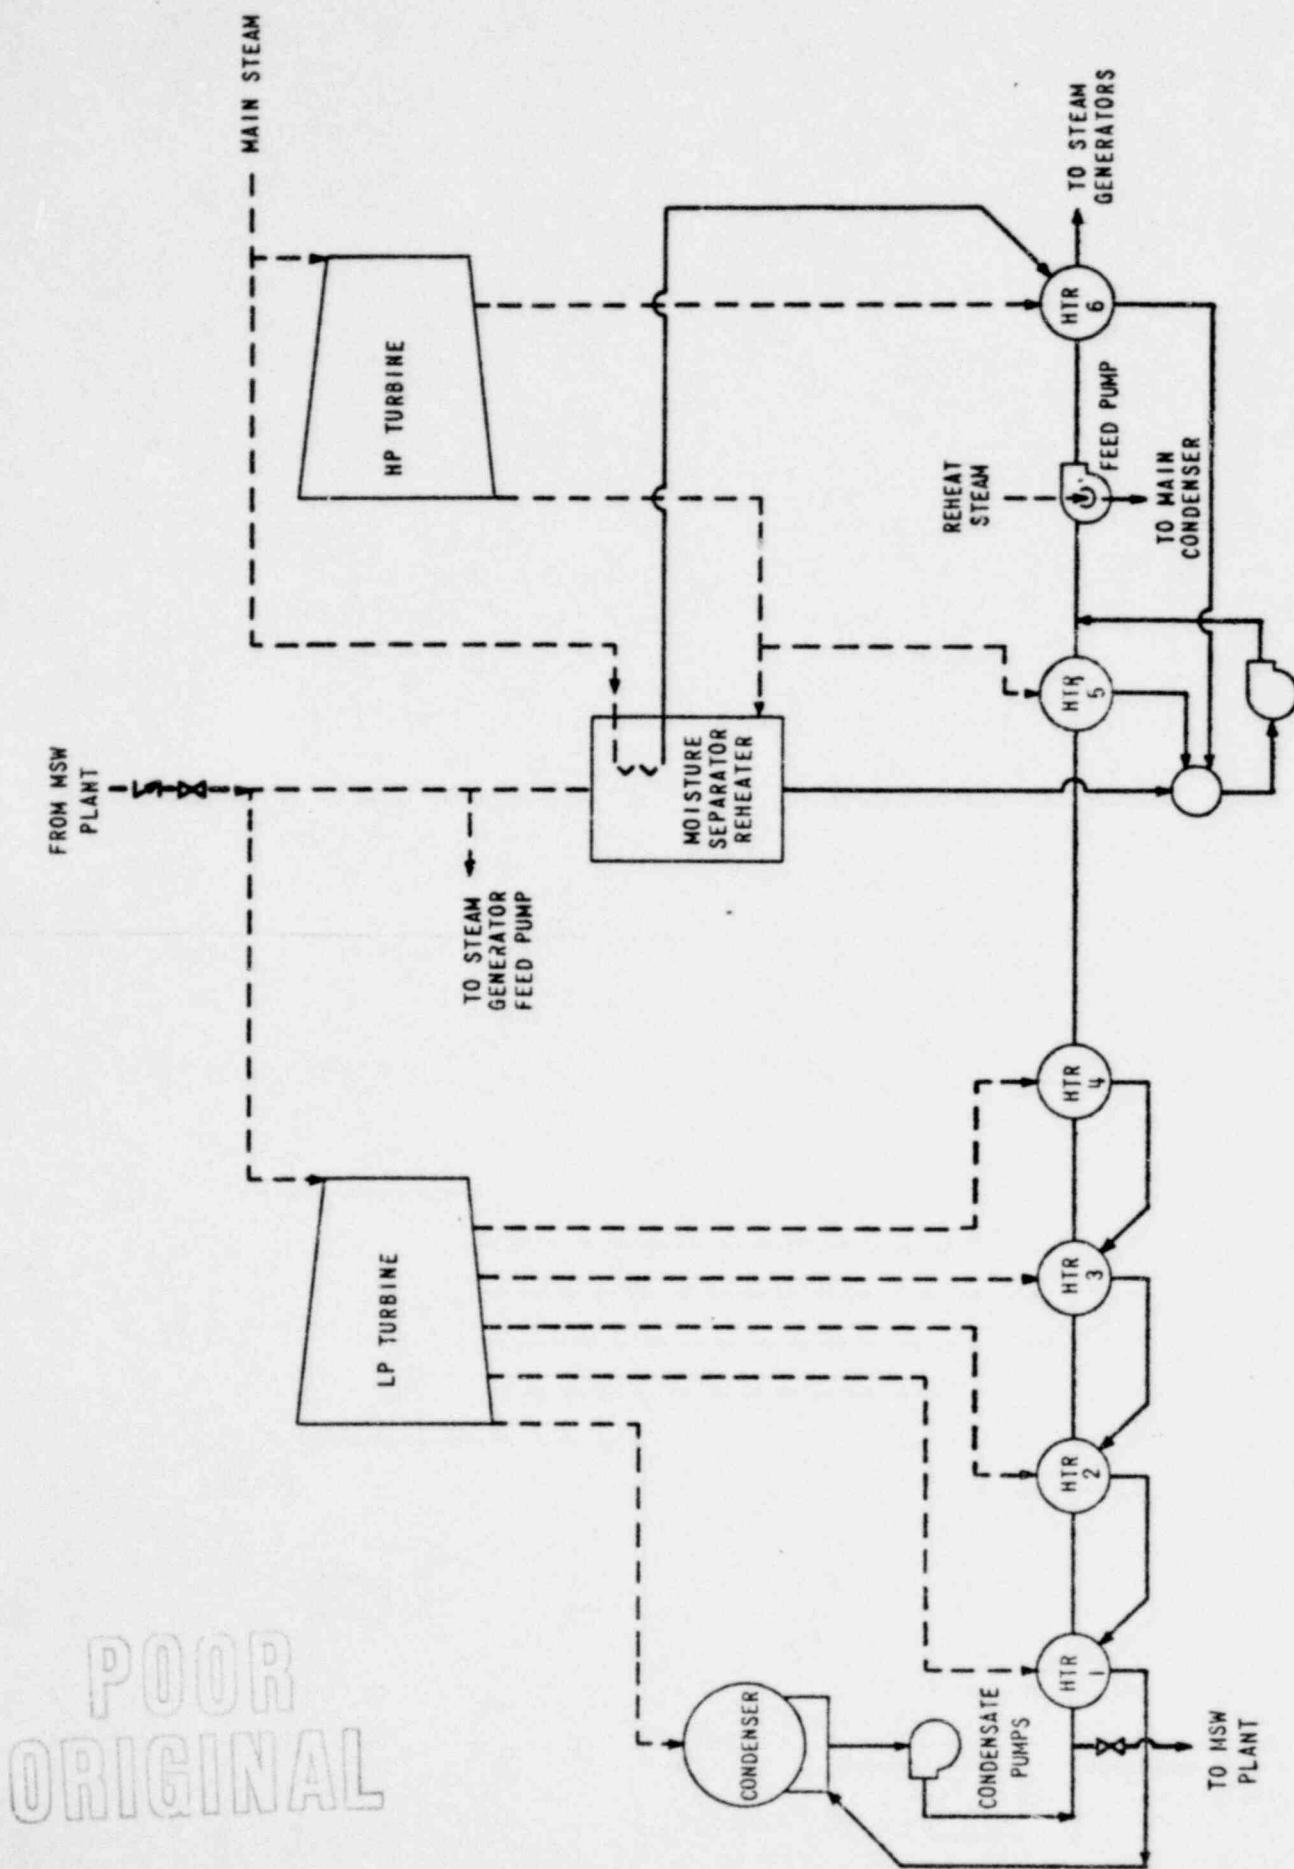 MAIN STEAM
FROM MSW
PLANT
HP TURBINE
LP TURBINE
TO STEAM
GENERATOR
FEED PUMP
MOISTURE
SEPARATOR
REHEATER
REHEAT
STEAM
FEED PUMP
TO MAIN
CONDENSER
TO STEAM
GENERATORS
CONDENSER
CONDENSATE
PUMPS
HTR
1
HTR
2
HTR
3
HTR
4
HTR
5
HTR
6
TO MSW
PLANT
POOR
ORIGINAL